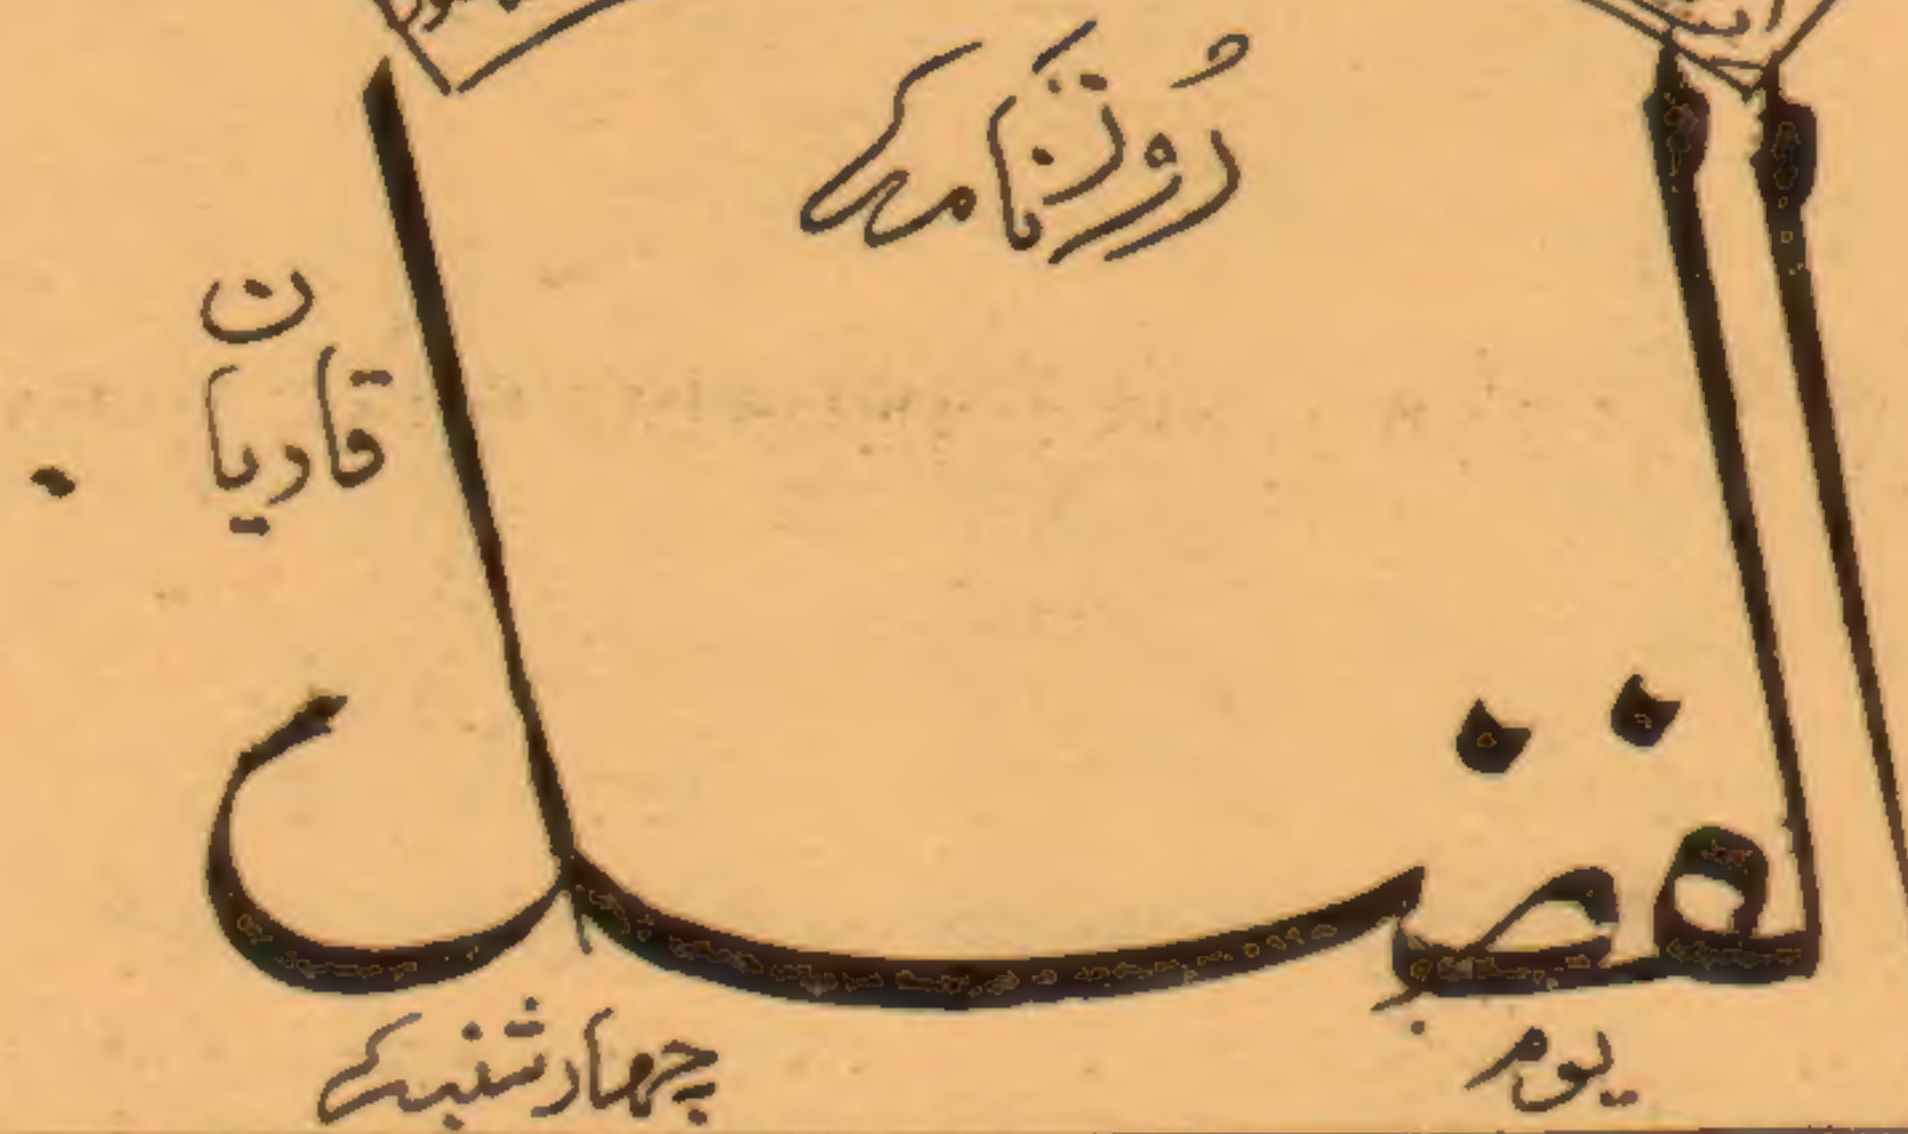 روزنامہ
الفضل
قادیان
یوم چہارشنبہ